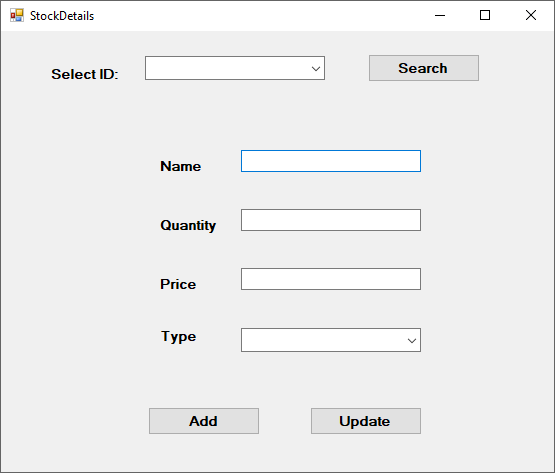 StockDetails
Select ID:
Search
Name
Quantity
Price
Type
Add
Update